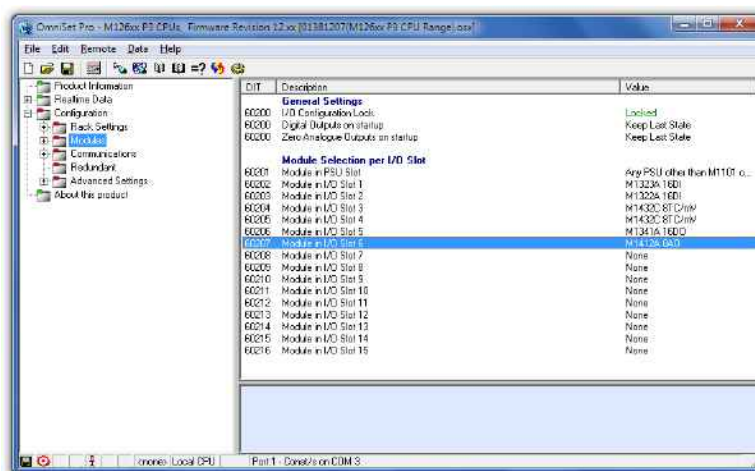 OmniSet Pro - M126xx P3 CPUs, Firmware Revision 12.xx [01381207(M126xx P3 CPU Range).osx]
File Edit Remote Data Help
Product Information
Realtime Data
Configuration
Rack Settings
Modules
Communications
Redundant
Advanced Settings
About this product
DIT Description Value
General Settings
60200 I/O Configuration Lock Locked
60200 Digital Outputs on startup Keep Last State
60200 Zero Analogue Outputs on startup Keep Last State
Module Selection per I/O Slot
60201 Module in PSU Slot Any PSU other than M1101 o...
60202 Module in I/O Slot 1 M1323A 16DI
60203 Module in I/O Slot 2 M1322A 16DI
60204 Module in I/O Slot 3 M1432C 8TC/mV
60205 Module in I/O Slot 4 M1432C 8TC/mV
60206 Module in I/O Slot 5 M1341A 16DO
60207 Module in I/O Slot 6 M1412A 8AO
60208 Module in I/O Slot 7 None
60209 Module in I/O Slot 8 None
60210 Module in I/O Slot 9 None
60211 Module in I/O Slot 10 None
60212 Module in I/O Slot 11 None
60213 Module in I/O Slot 12 None
60214 Module in I/O Slot 13 None
60215 Module in I/O Slot 14 None
60216 Module in I/O Slot 15 None
<none> Local CPU Port 1 - Conet/s on COM 3